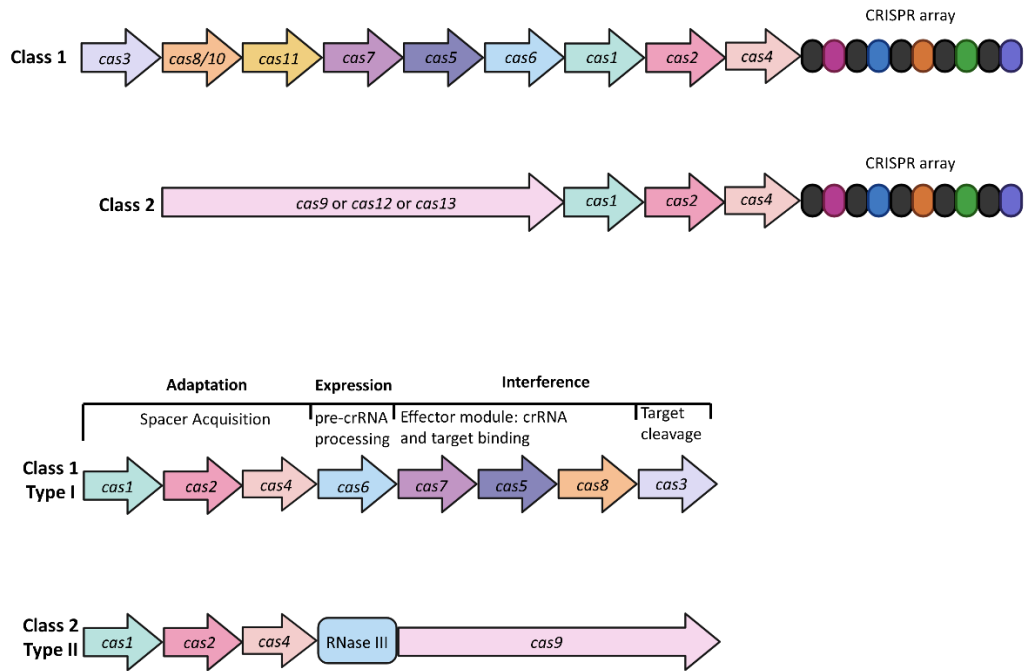 CRISPR array
Class 1 cas3 cas8/10 cas11 cas7 cas5 cas6 cas1 cas2 cas4
CRISPR array
Class 2 cas9 or cas12 or cas13 cas1 cas2 cas4
Adaptation Expression Interference
Spacer Acquisition pre-crRNA Effector module: crRNA Target
processing and target binding cleavage
Class 1
Type I cas1 cas2 cas4 cas6 cas7 cas5 cas8 cas3
Class 2
Type II cas1 cas2 cas4 RNase III cas9